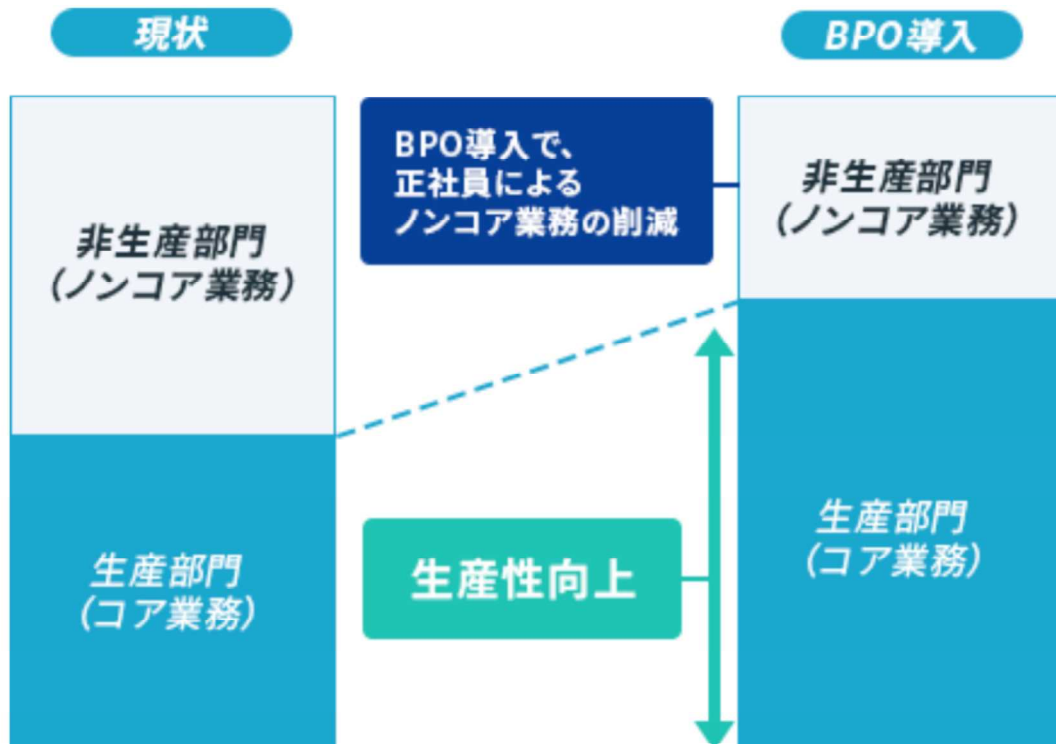 現状
BPO導入
非生産部門
（ノンコア業務）
BPO導入で、
正社員による
ノンコア業務の削減
非生産部門
（ノンコア業務）
生産部門
（コア業務）
生産性向上
生産部門
（コア業務）